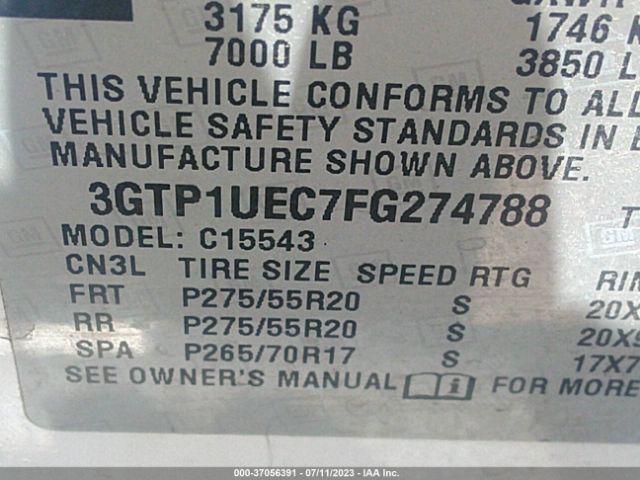 3175 KG
1746 K
7000 LB
3850 L
THIS VEHICLE CONFORMS TO ALL
VEHICLE SAFETY STANDARDS IN E
MANUFACTURE SHOWN ABOVE.
3GTP1UEC7FG274788 T
MODEL: C15543
CN3L TIRE SIZE SPEED RTG RIM
FRT P275/55R20 S 20X
RR P275/55R20 S 20X9
SPA P265/70R17 S 17X7
SEE OWNER'S MANUAL i FOR MORE
000-37056391 - 07/11/2023 - IAA Inc.